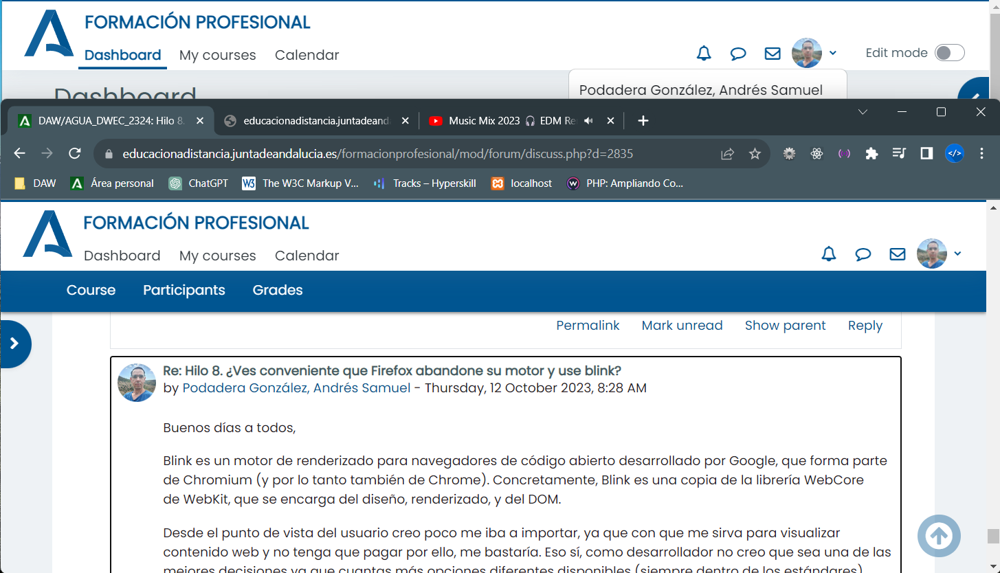 FORMACIÓN PROFESIONAL
Dashboard My courses Calendar
Edit mode
Dashboard
Podadera González, Andrés Samuel
DAW/AGUA_DWEC_2324: Hilo 8.
educacionadistancia.juntadeand
Music Mix 2023 🎧 EDM Re
educacionadistancia.juntadeandalucia.es/formacionprofesional/mod/forum/discuss.php?d=2835
DAW
Área personal
ChatGPT
W3
The W3C Markup V...
Tracks – Hyperskill
localhost
PHP: Ampliando Co...
FORMACIÓN PROFESIONAL
Dashboard My courses Calendar
Course Participants Grades
Permalink Mark unread Show parent Reply
Re: Hilo 8. ¿Ves conveniente que Firefox abandone su motor y use blink?
by Podadera González, Andrés Samuel - Thursday, 12 October 2023, 8:28 AM
Buenos días a todos,
Blink es un motor de renderizado para navegadores de código abierto desarrollado por Google, que forma parte
de Chromium (y por lo tanto también de Chrome). Concretamente, Blink es una copia de la librería WebCore
de WebKit, que se encarga del diseño, renderizado, y del DOM.
Desde el punto de vista del usuario creo poco me iba a importar, ya que con que me sirva para visualizar
contenido web y no tenga que pagar por ello, me bastaría. Eso sí, como desarrollador no creo que sea una de las
mejores decisiones ya que cuantas más opciones diferentes disponibles (siempre dentro de los estándares)